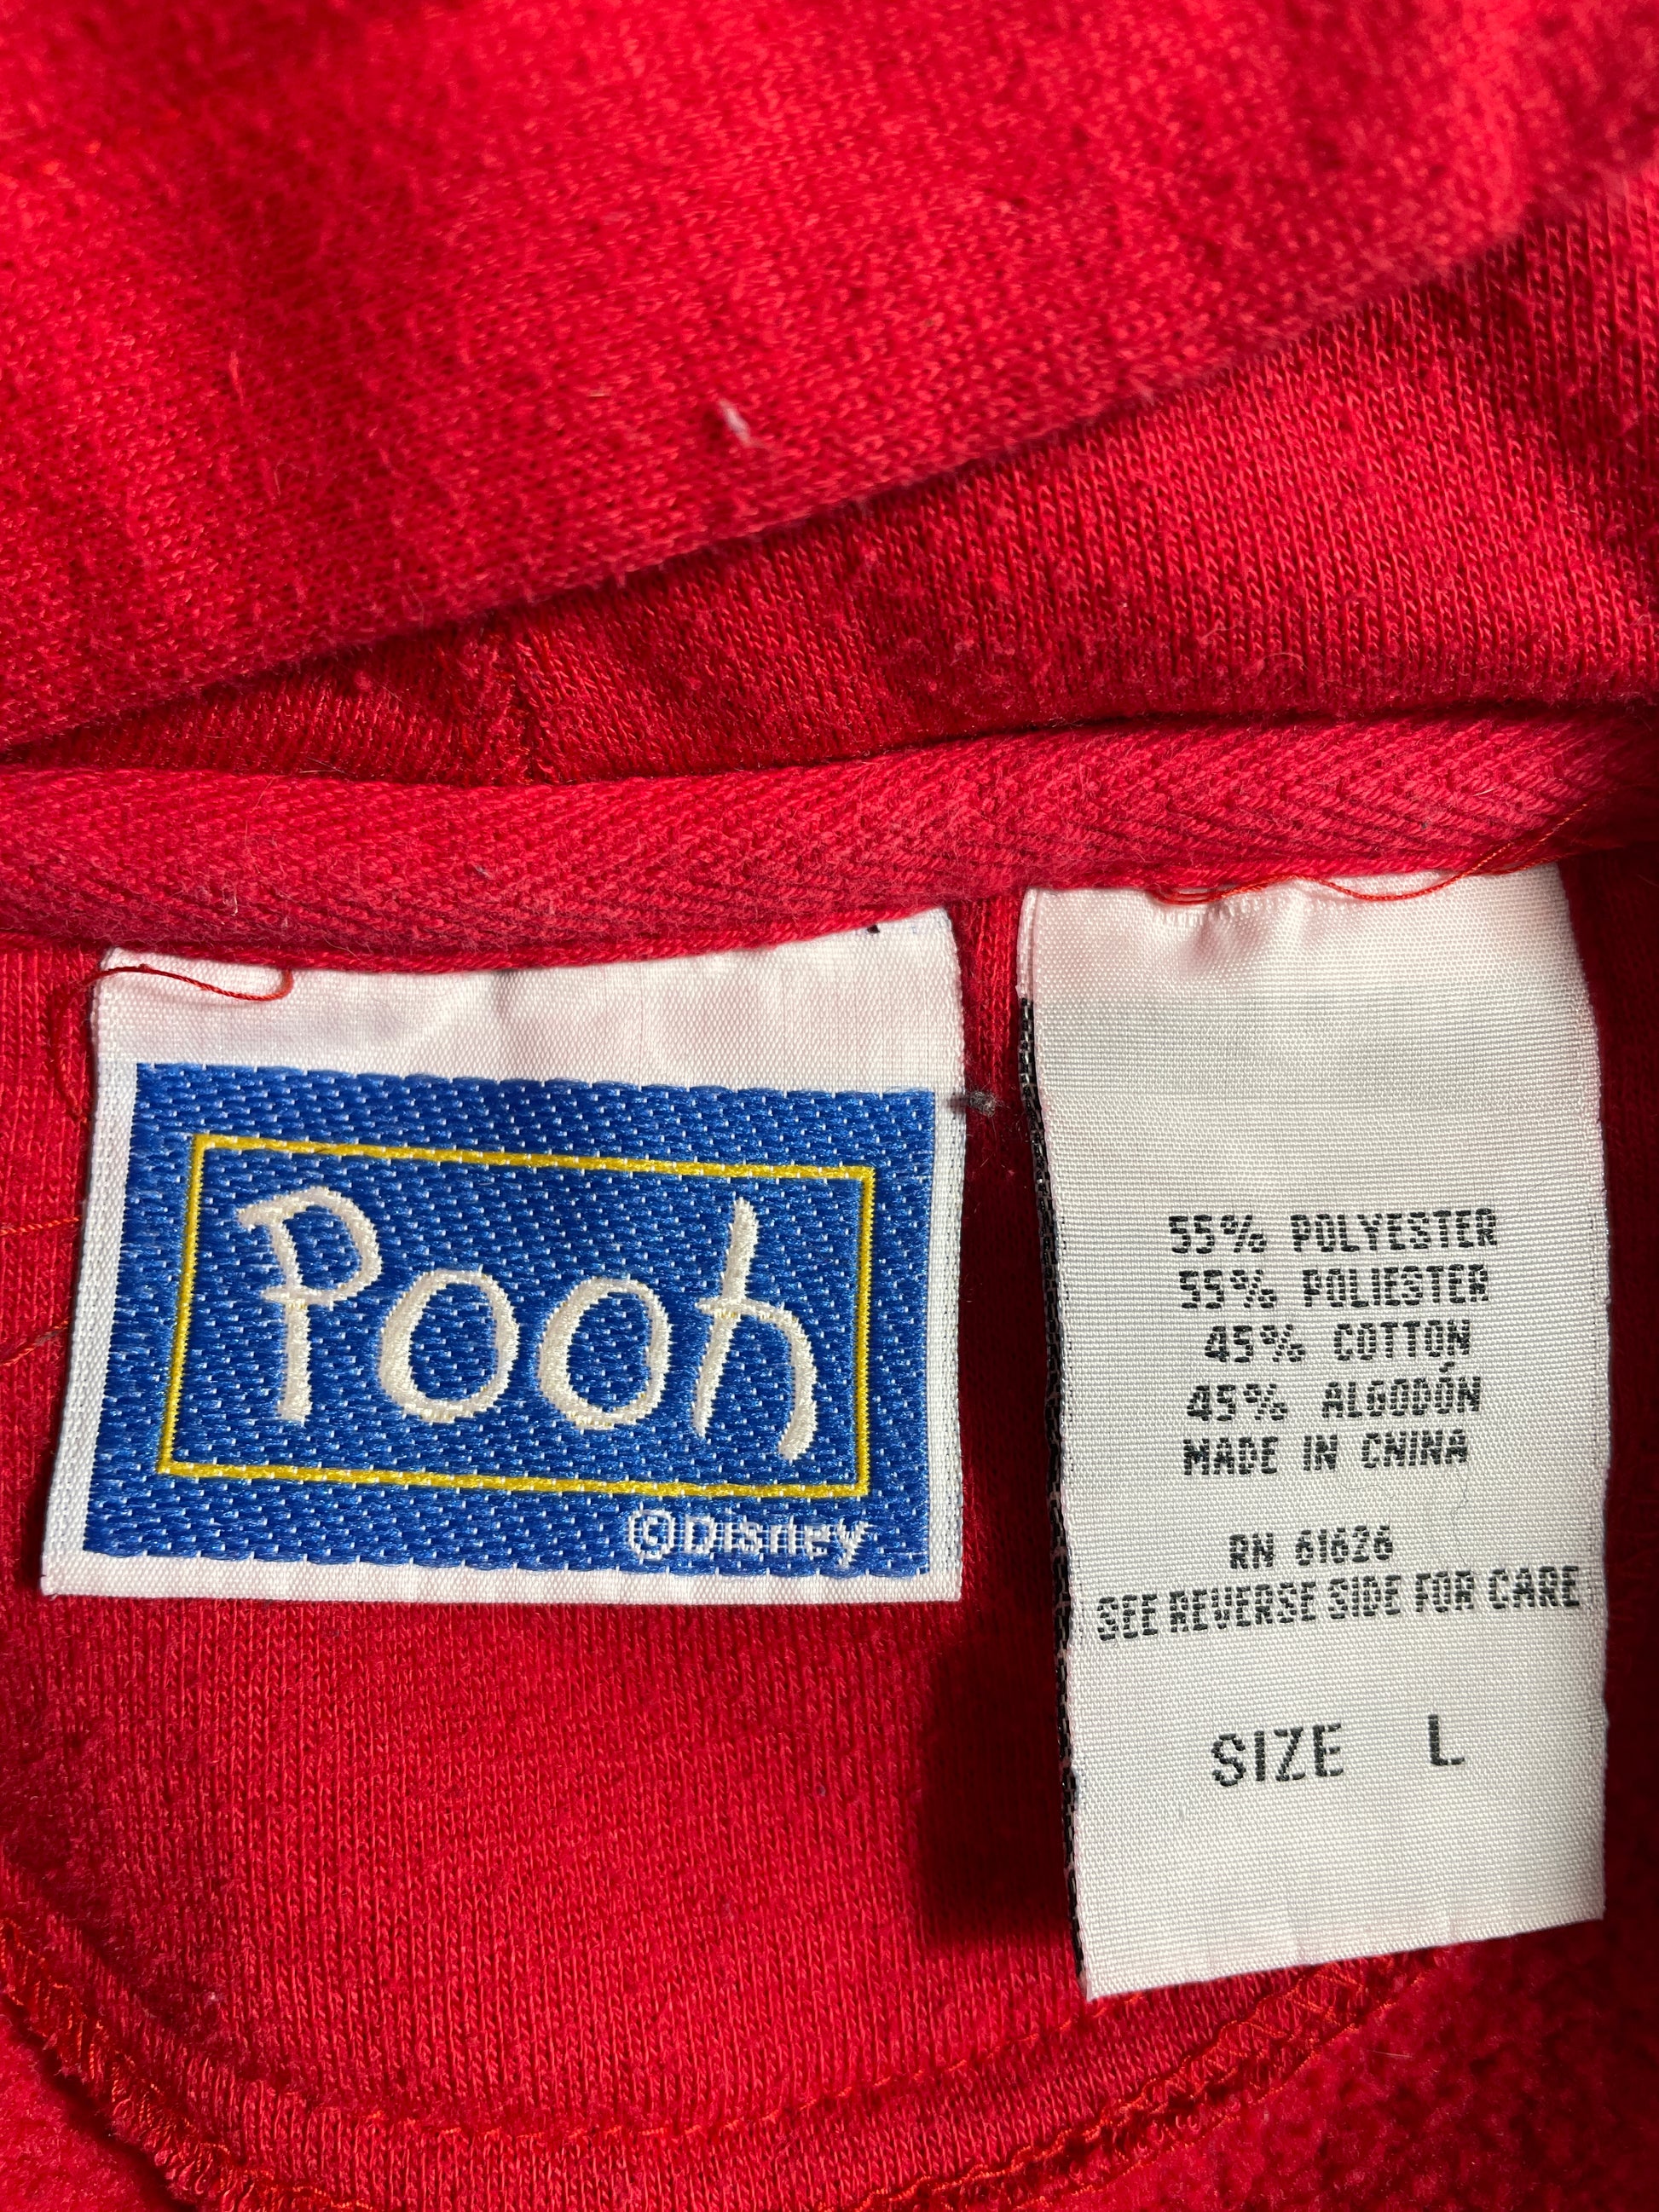 Pooh
©Disney
55% POLYESTER
55% POLIESTER
45% COTTON
45% ALGODÓN
MADE IN CHINA
RN 61626
SEE REVERSE SIDE FOR CARE
SIZE L